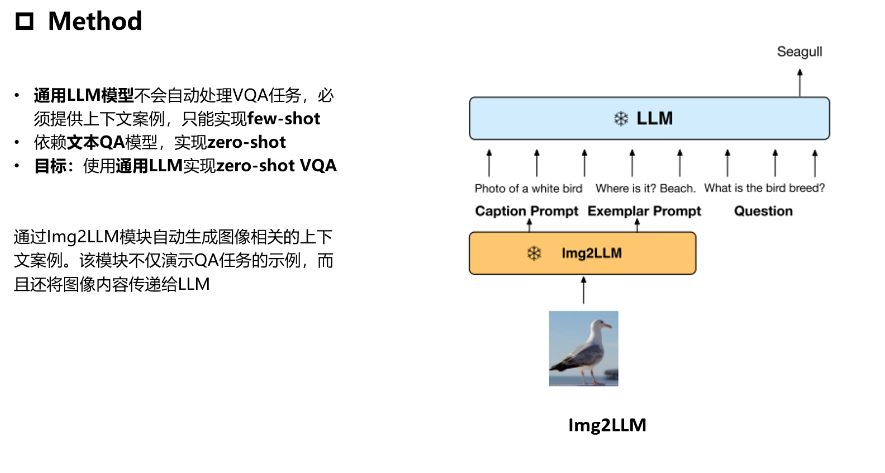 Method
• 通用LLM模型不会自动处理VQA任务，必
须提供上下文案例，只能实现few-shot
• 依赖文本QA模型，实现zero-shot
• 目标：使用通用LLM实现zero-shot VQA
通过Img2LLM模块自动生成图像相关的上下
文案例。该模块不仅演示QA任务的示例，而
且还将图像内容传递给LLM
Seagull
LLM
Photo of a white bird Where is it? Beach. What is the bird breed?
Caption Prompt Exemplar Prompt Question
Img2LLM
Img2LLM